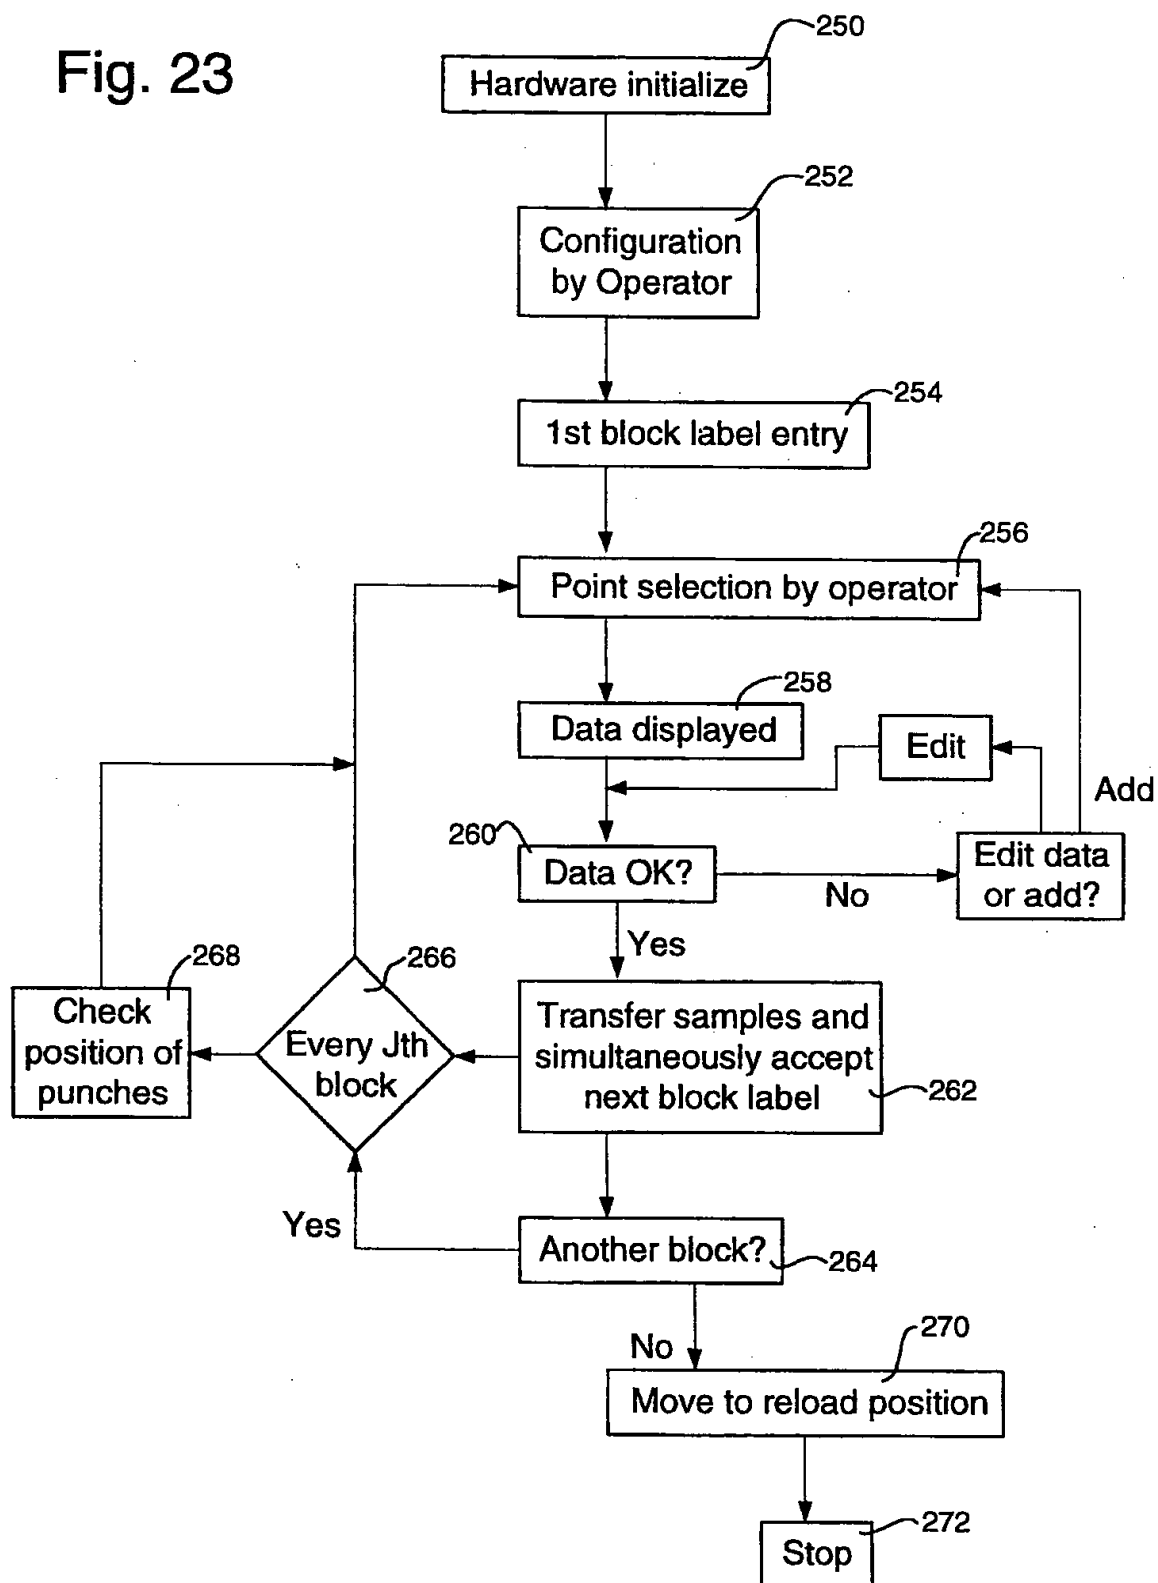 Fig. 23
250
Hardware initialize
252
Configuration
by Operator
254
1st block label entry
256
Point selection by operator
258
Data displayed
Edit
Add
260
Data OK?
No
Edit data
or add?
Yes
268
Check
position of
punches
266
Every Jth
block
Transfer samples and
simultaneously accept
next block label
262
Yes
Another block?
264
No
270
Move to reload position
272
Stop